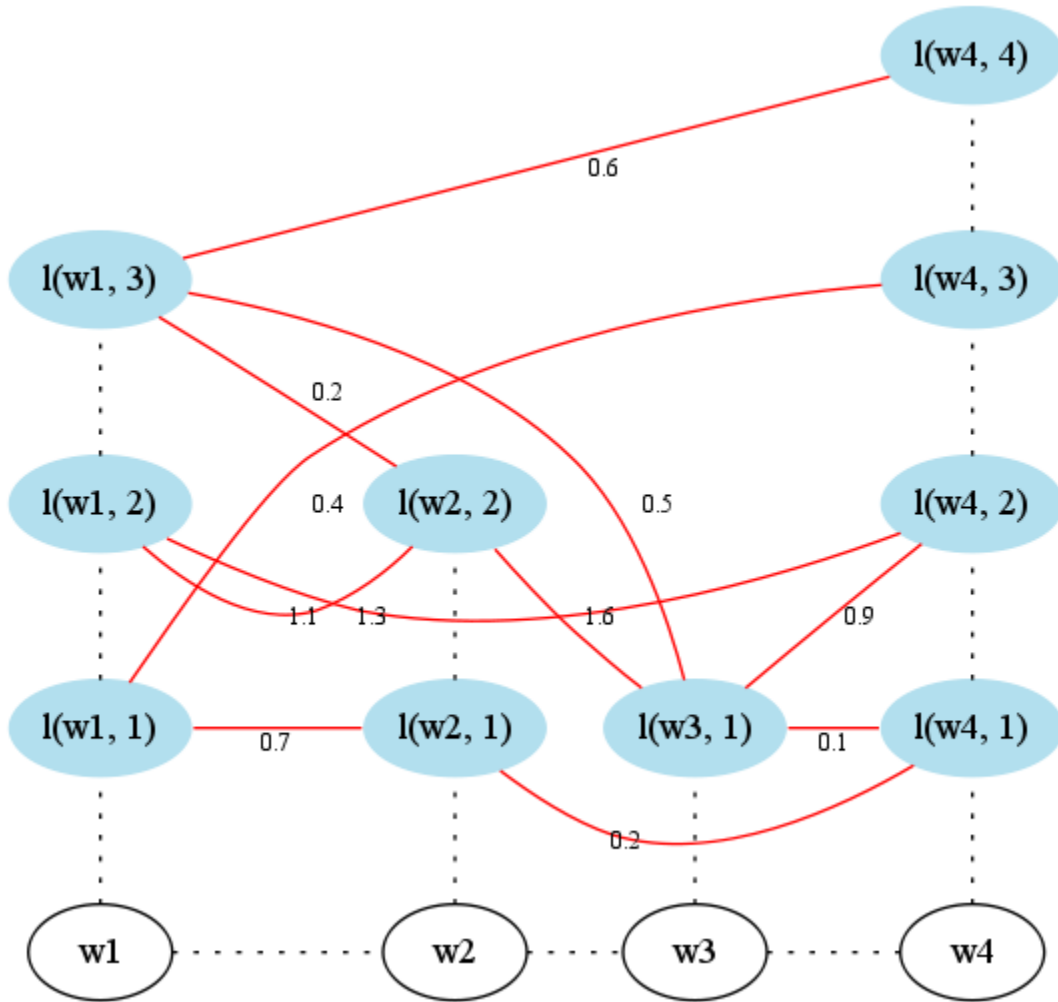 l(w4, 4)
0.6
l(w1, 3)
l(w4, 3)
0.2
l(w1, 2)
0.4
l(w2, 2)
0.5
l(w4, 2)
1.1
1.3
1.6
0.9
l(w1, 1)
0.7
l(w2, 1)
l(w3, 1)
0.1
l(w4, 1)
0.2
w1
w2
w3
w4